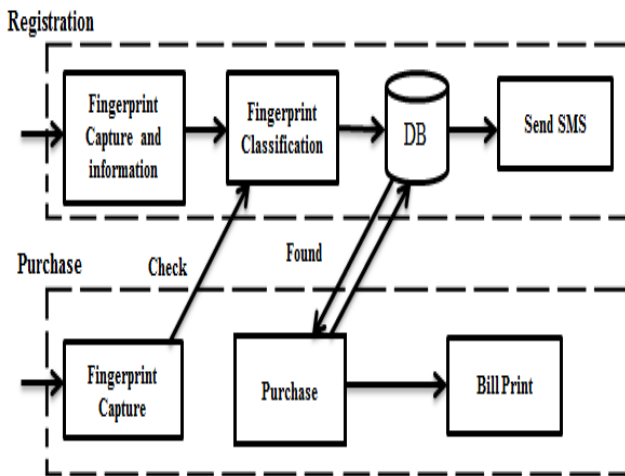 Registration
Fingerprint
Capture and
information
Fingerprint
Classification
DB
Send SMS
Purchase
Check
Found
Fingerprint
Capture
Purchase
Bill Print